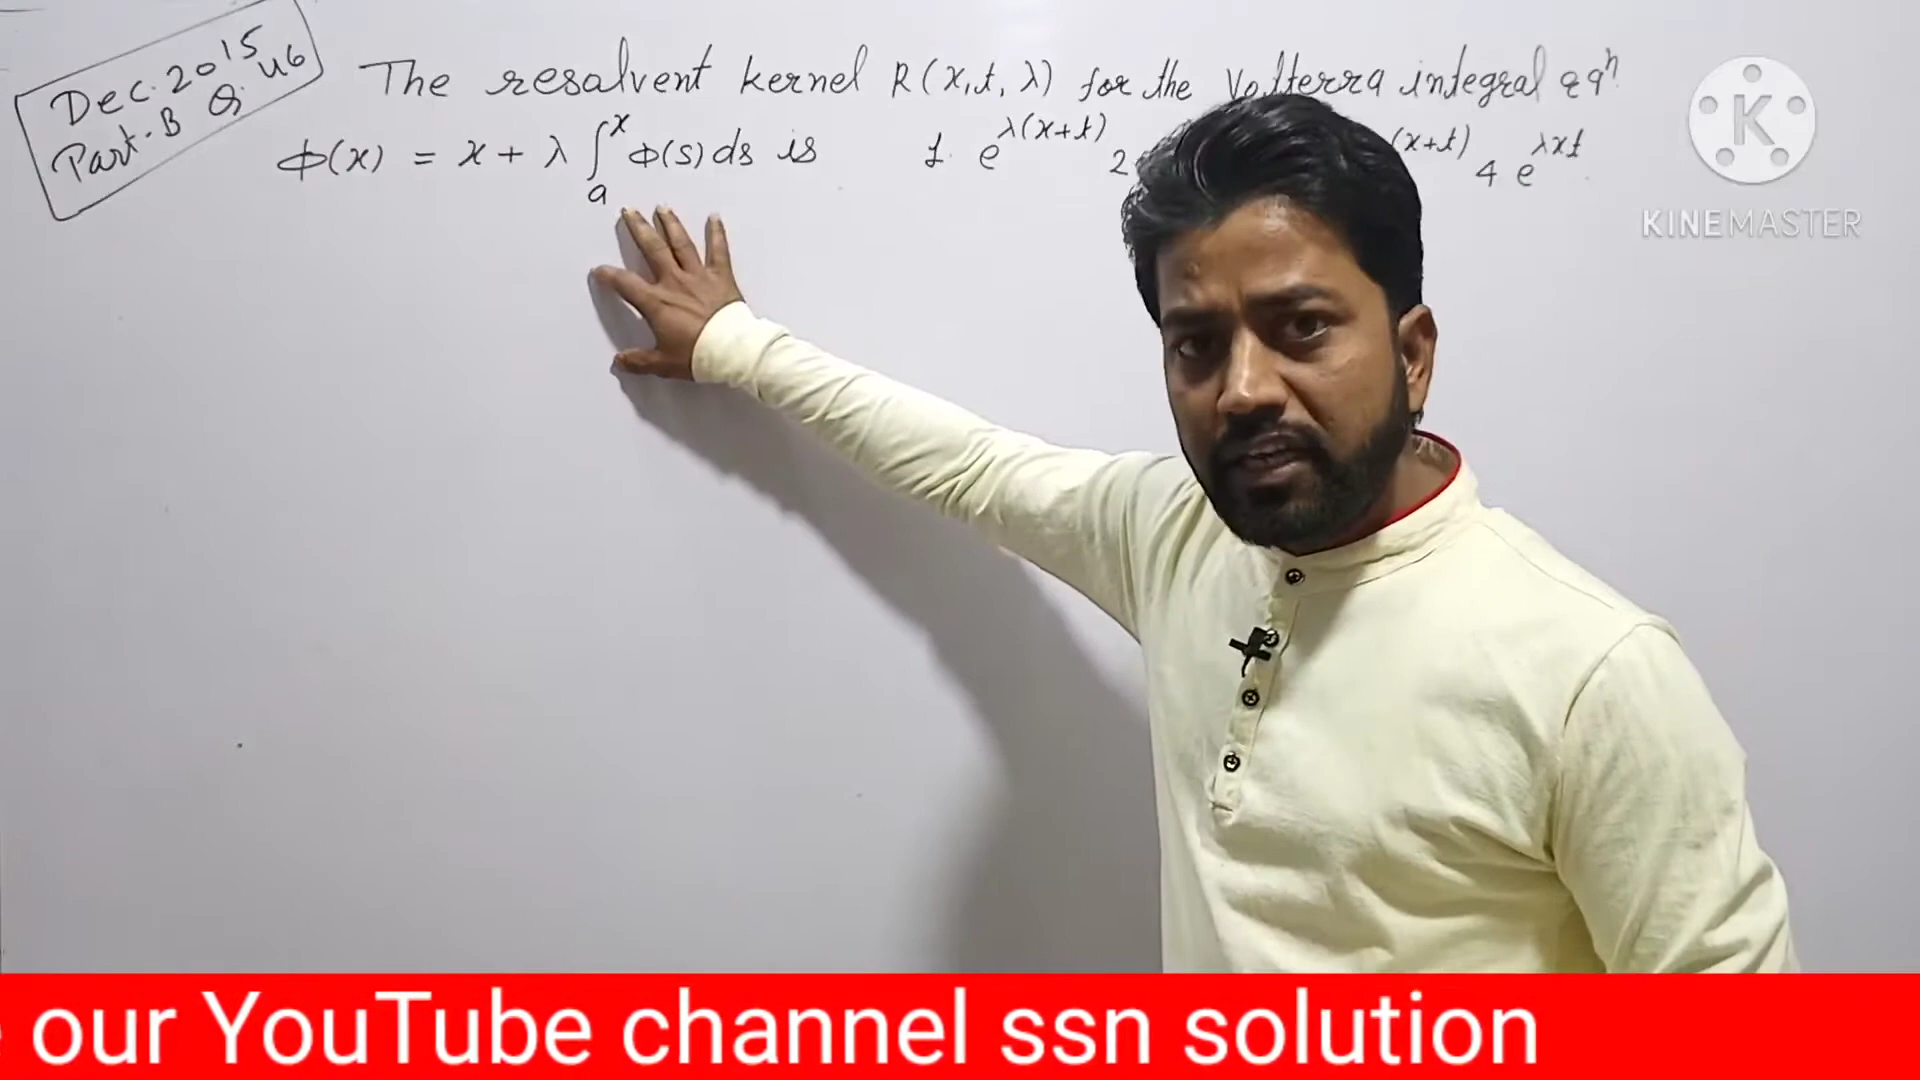 Dec. 2015
Part-B Q. 46
The resalvent kernel R(x,t,λ) for the Volterra integral eqⁿ
Φ(x) = x + λ ∫ₐˣ Φ(s)ds is 1. e^λ(x+t) 2 (x+t) 4 e^λxt
KINEMASTER
our YouTube channel ssn solution